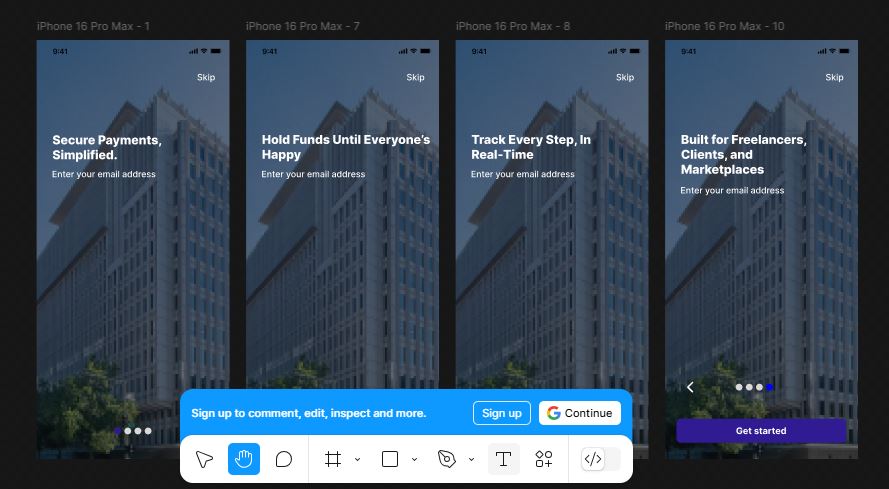 iPhone 16 Pro Max - 1
iPhone 16 Pro Max - 7
iPhone 16 Pro Max - 8
iPhone 16 Pro Max - 10
9:41
Skip
Secure Payments,
Simplified.
Enter your email address
9:41
Skip
Hold Funds Until Everyone's
Happy
Enter your email address
9:41
Skip
Track Every Step, In
Real-Time
Enter your email address
9:41
Skip
Built for Freelancers,
Clients, and
Marketplaces
Enter your email address
Get started
Sign up to comment, edit, inspect and more.
Sign up
Continue